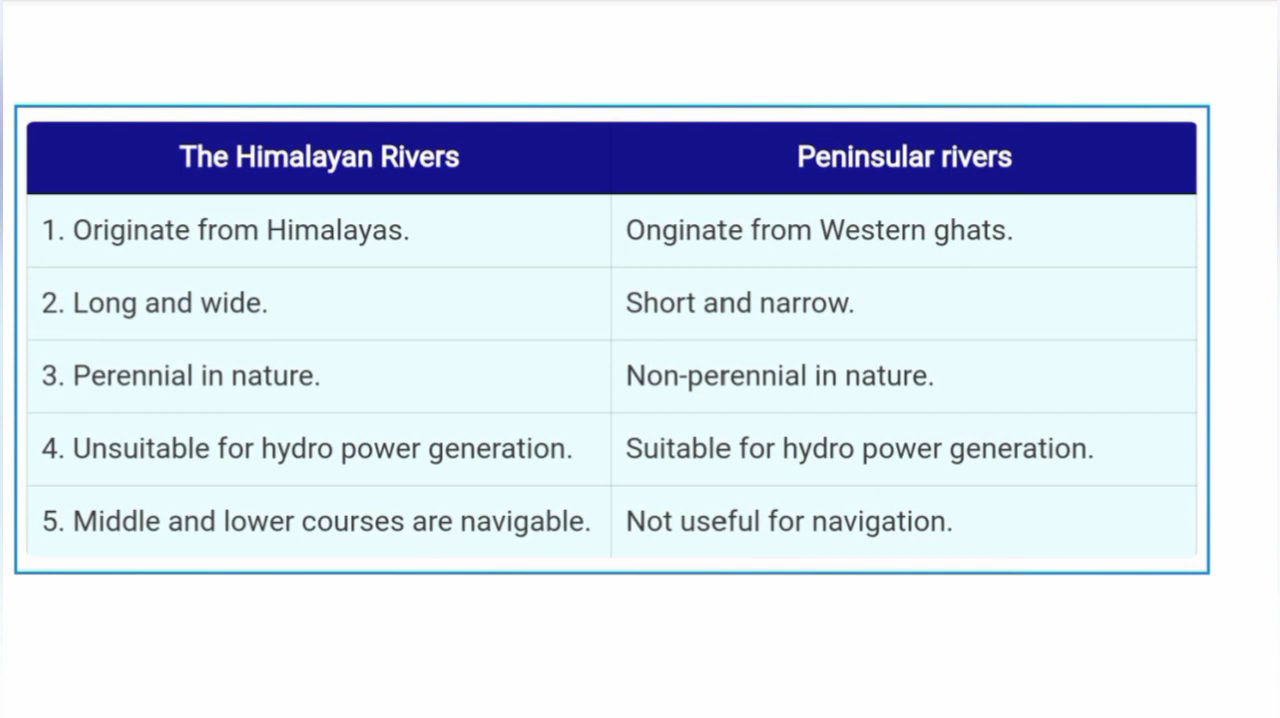 The Himalayan Rivers Peninsular rivers
1. Originate from Himalayas. Onginate from Western ghats.
2. Long and wide. Short and narrow.
3. Perennial in nature. Non-perennial in nature.
4. Unsuitable for hydro power generation. Suitable for hydro power generation.
5. Middle and lower courses are navigable. Not useful for navigation.